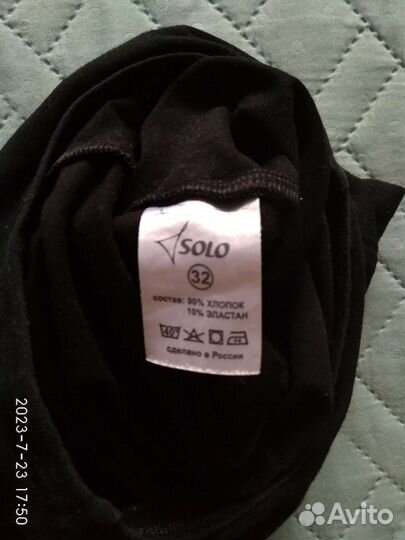 SOLO
32
состав: 90% ХЛОПОК
10% ЭЛАСТАН
40°
сделано в России
2023-7-23 17:50
Avito